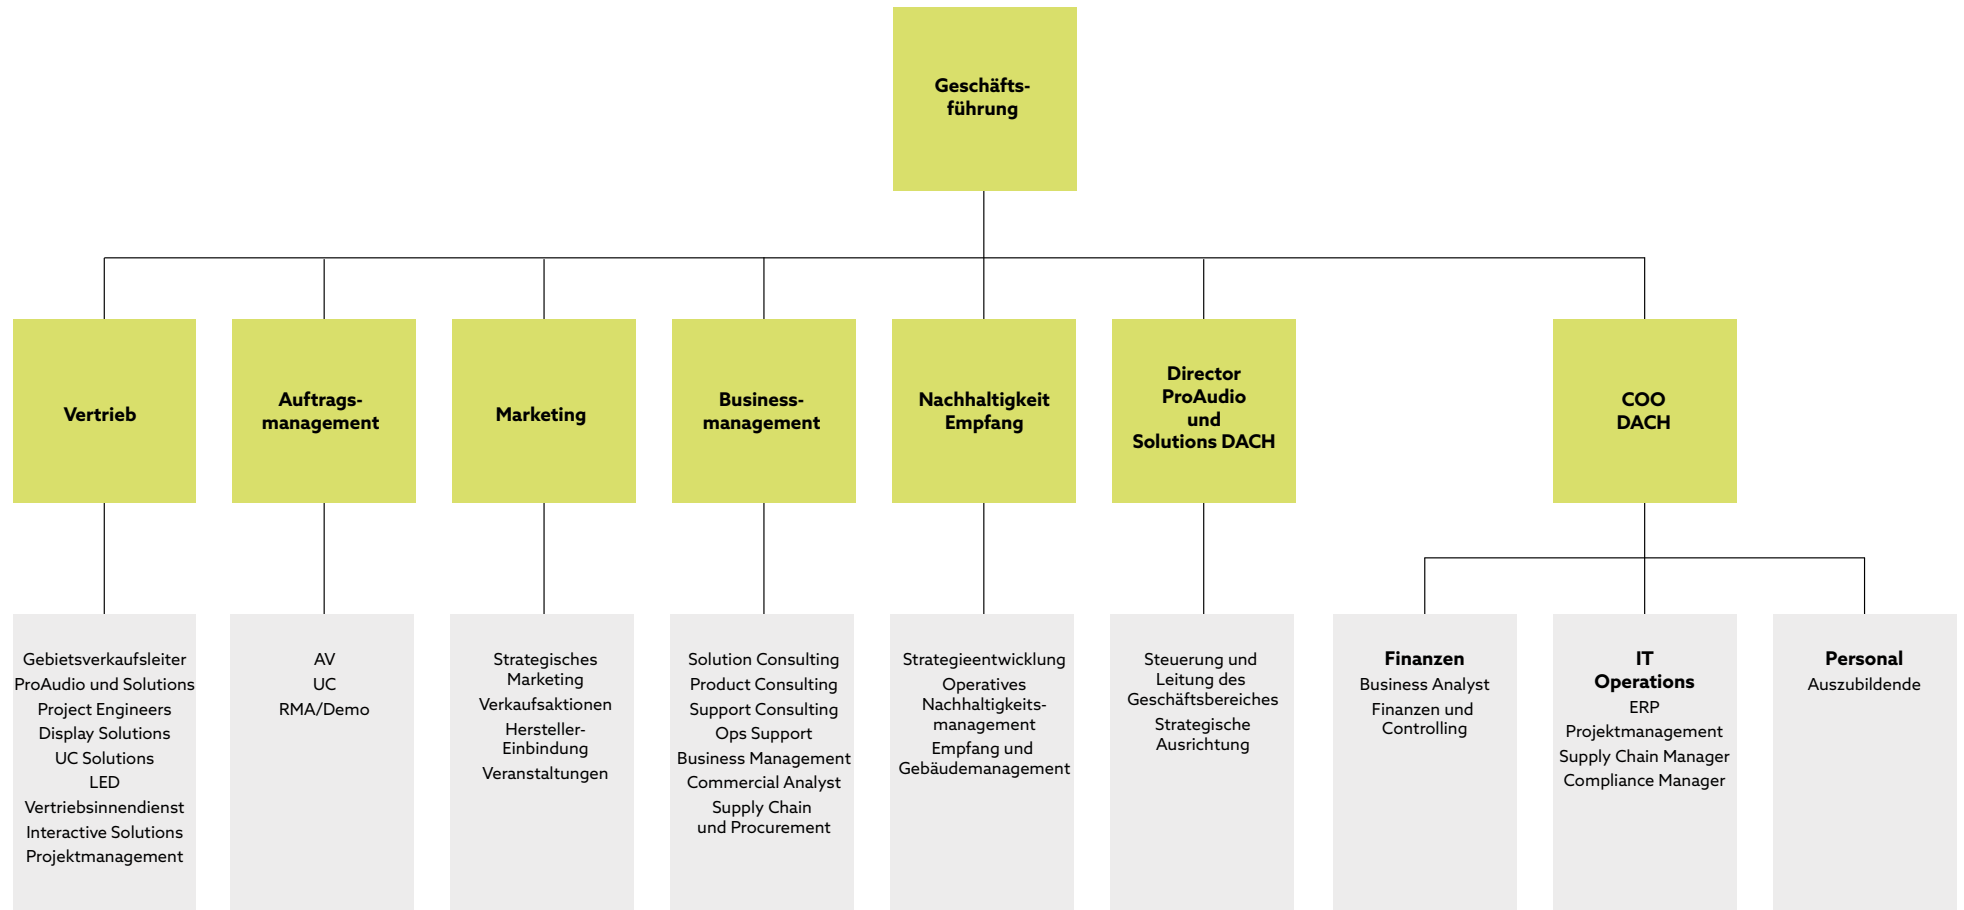 Geschäfts-
führung
Vertrieb
Auftrags-
management
Marketing
Business-
management
Nachhaltigkeit
Empfang
Director
ProAudio
und
Solutions DACH
COO
DACH
Gebietsverkaufsleiter
ProAudio und Solutions
Project Engineers
Display Solutions
UC Solutions
LED
Vertriebsinnendienst
Interactive Solutions
Projektmanagement
AV
UC
RMA/Demo
Strategisches
Marketing
Verkaufsaktionen
Hersteller-
Einbindung
Veranstaltungen
Solution Consulting
Product Consulting
Support Consulting
Ops Support
Business Management
Commercial Analyst
Supply Chain
und Procurement
Strategieentwicklung
Operatives
Nachhaltigkeits-
management
Empfang und
Gebäudemanagement
Steuerung und
Leitung des
Geschäftsbereiches
Strategische
Ausrichtung
Finanzen
Business Analyst
Finanzen und
Controlling
IT
Operations
ERP
Projektmanagement
Supply Chain Manager
Compliance Manager
Personal
Auszubildende